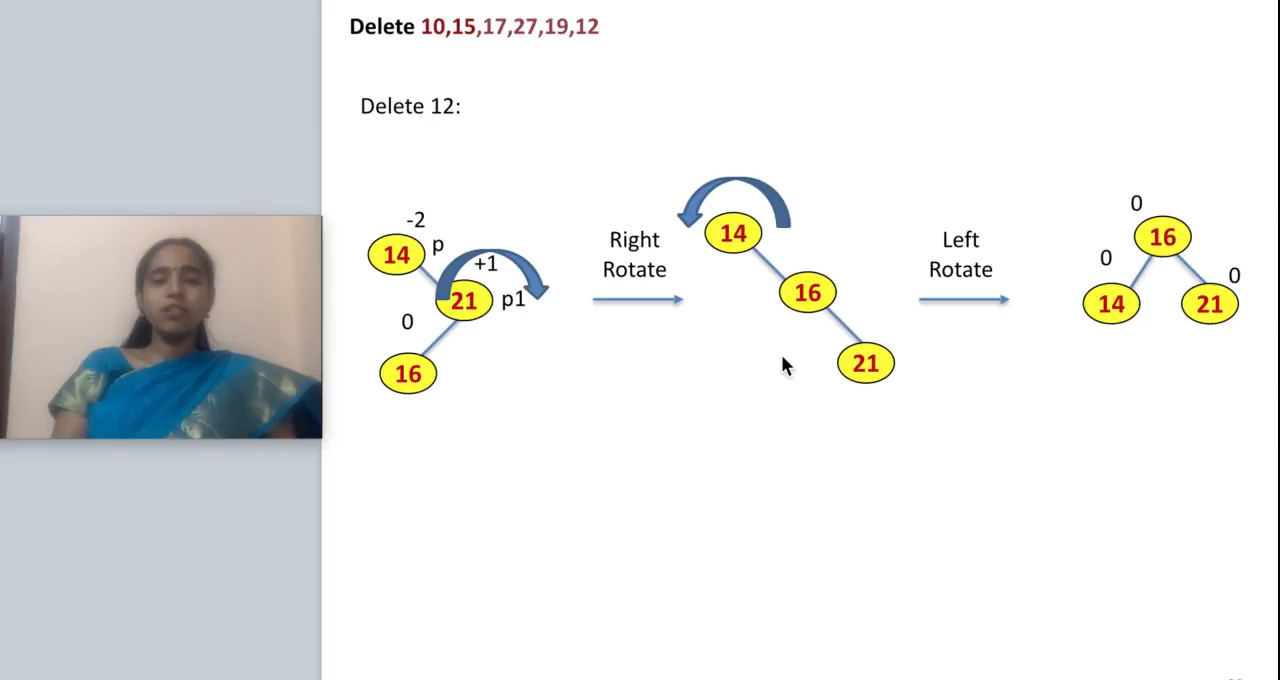 Delete 10,15,17,27,19,12
Delete 12:
-2
14
p
+1
21
p1
0
16
Right
Rotate
14
16
21
Left
Rotate
0
16
0
14
0
21